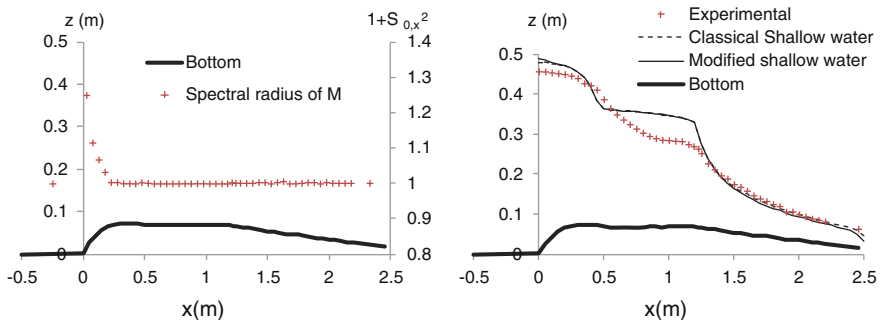 z (m)
1+S0,x²
0.5
0.4
0.3
0.2
0.1
0
1.4
1.3
1.2
1.1
1
0.9
0.8
Bottom
Spectral radius of M
-0.5 0 0.5 1 1.5 2 2.5
x(m)
z (m)
0.5
0.4
0.3
0.2
0.1
0
Experimental
Classical Shallow water
Modified shallow water
Bottom
-0.5 0 0.5 1 1.5 2 2.5
x(m)